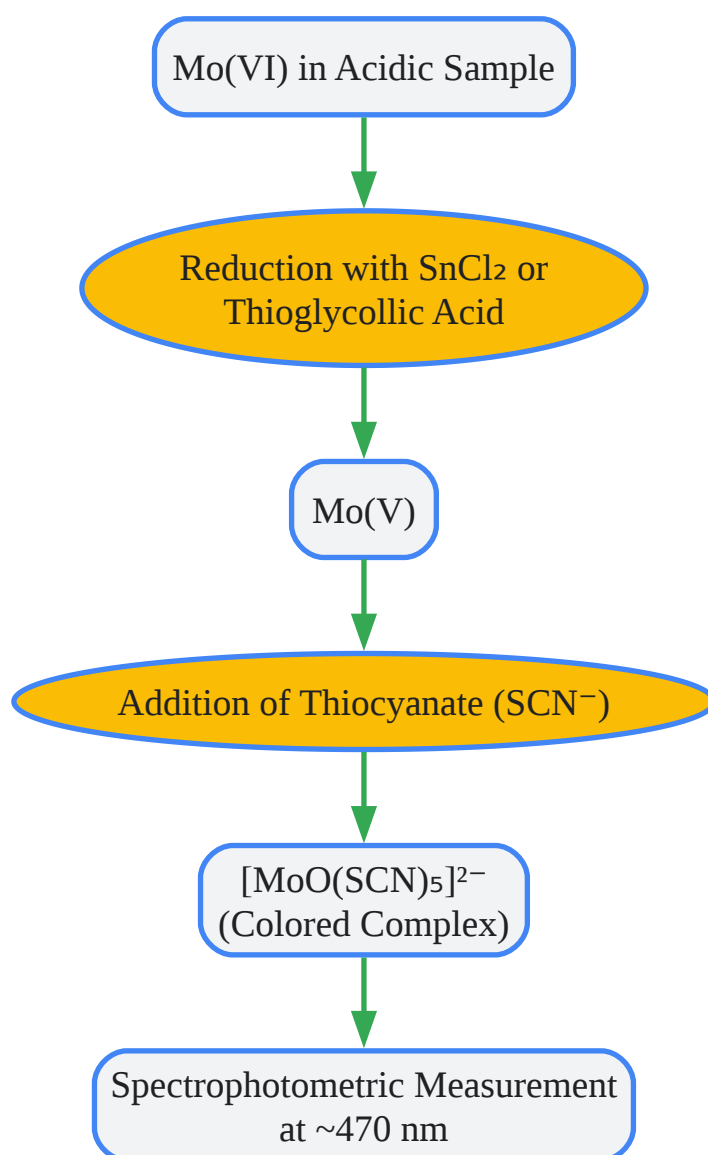 Mo(VI) in Acidic Sample
Reduction with SnCl₂ or
Thioglycollic Acid
Mo(V)
Addition of Thiocyanate (SCN⁻)
[MoO(SCN)₅]²⁻
(Colored Complex)
Spectrophotometric Measurement
at ~470 nm